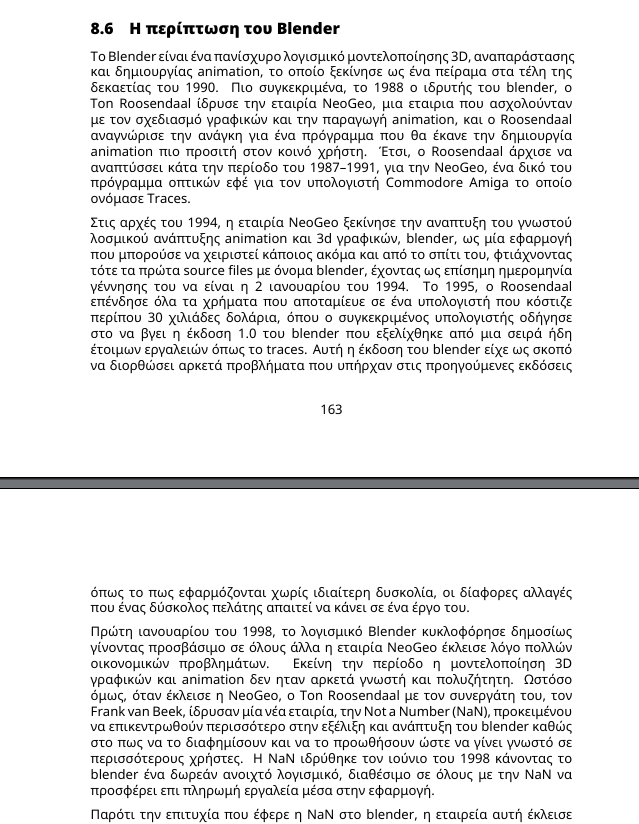 8.6 Η περίπτωση του Blender
Το Blender είναι ένα πανίσχυρο λογισμικό μοντελοποίησης 3D, αναπαράστασης
και δημιουργίας animation, το οποίο ξεκίνησε ως ένα πείραμα στα τέλη της
δεκαετίας του 1990. Πιο συγκεκριμένα, το 1988 ο ιδρυτής του blender, ο
Ton Roosendaal ίδρυσε την εταιρία NeoGeo, μια εταιρια που ασχολούνταν
με τον σχεδιασμό γραφικών και την παραγωγή animation, και ο Roosendaal
αναγνώρισε την ανάγκη για ένα πρόγραμμα που θα έκανε την δημιουργία
animation πιο προσιτή στον κοινό χρήστη. Έτσι, ο Roosendaal άρχισε να
αναπτύσσει κάτα την περίοδο του 1987–1991, για την NeoGeo, ένα δικό του
πρόγραμμα οπτικών εφέ για τον υπολογιστή Commodore Amiga το οποίο
ονόμασε Traces.
Στις αρχές του 1994, η εταιρία NeoGeo ξεκίνησε την αναπτυξη του γνωστού
λοσμικού ανάπτυξης animation και 3d γραφικών, blender, ως μία εφαρμογή
που μπορούσε να χειριστεί κάποιος ακόμα και από το σπίτι του, φτιάχνοντας
τότε τα πρώτα source files με όνομα blender, έχοντας ως επίσημη ημερομηνία
γέννησης του να είναι η 2 ιανουαρίου του 1994. Το 1995, ο Roosendaal
επένδησε όλα τα χρήματα που αποταμίευσε σε ένα υπολογιστή που κόστιζε
περίπου 30 χιλιάδες δολάρια, όπου ο συγκεκριμένος υπολογιστής οδήγησε
στο να βγει η έκδοση 1.0 του blender που εξελίχθηκε από μια σειρά ήδη
έτοιμων εργαλειών όπως το traces. Αυτή η έκδοση του blender είχε ως σκοπό
να διορθώσει αρκετά προβλήματα που υπήρχαν στις προηγούμενες εκδόσεις
163
όπως το πως εφαρμόζονται χωρίς ιδιαίτερη δυσκολία, οι δίαφορες αλλαγές
που ένας δύσκολος πελάτης απαιτεί να κάνει σε ένα έργο του.
Πρώτη ιανουαρίου του 1998, το λογισμικό Blender κυκλοφόρησε δημοσίως
γίνοντας προσβάσιμο σε όλους άλλα η εταρία NeoGeo έκλεισε λόγο πολλών
οικονομικών προβλημάτων. Εκείνη την περίοδο η μοντελοποίηση 3D
γραφικών και animation δεν ηταν αρκετά γνωστή και πολυζήτητη. Ωστόσο
όμως, όταν έκλεισε η NeoGeo, ο Ton Roosendaal με τον συνεργάτη του, τον
Frank van Beek, ίδρυσαν μία νέα εταιρία, την Not a Number (NaN), προκειμένου
να επικεντρωθούν περισσότερο στην εξέλιξη και ανάπτυξη του blender καθώς
στο πως να το διαφημίσουν και να το προωθήσουν ώστε να γίνει γνωστό σε
περισσότερους χρήστες. Η NaN ιδρύθηκε τον ιούνιο του 1998 κάνοντας το
blender ένα δωρεάν ανοιχτό λογισμικό, διαθέσιμο σε όλους με την NaN να
προσφέρει επι πληρωμή εργαλεία μέσα στην εφαρμογή.
Παρότι την επιτυχία που έφερε η NaN στο blender, η εταιρεία αυτή έκλεισε